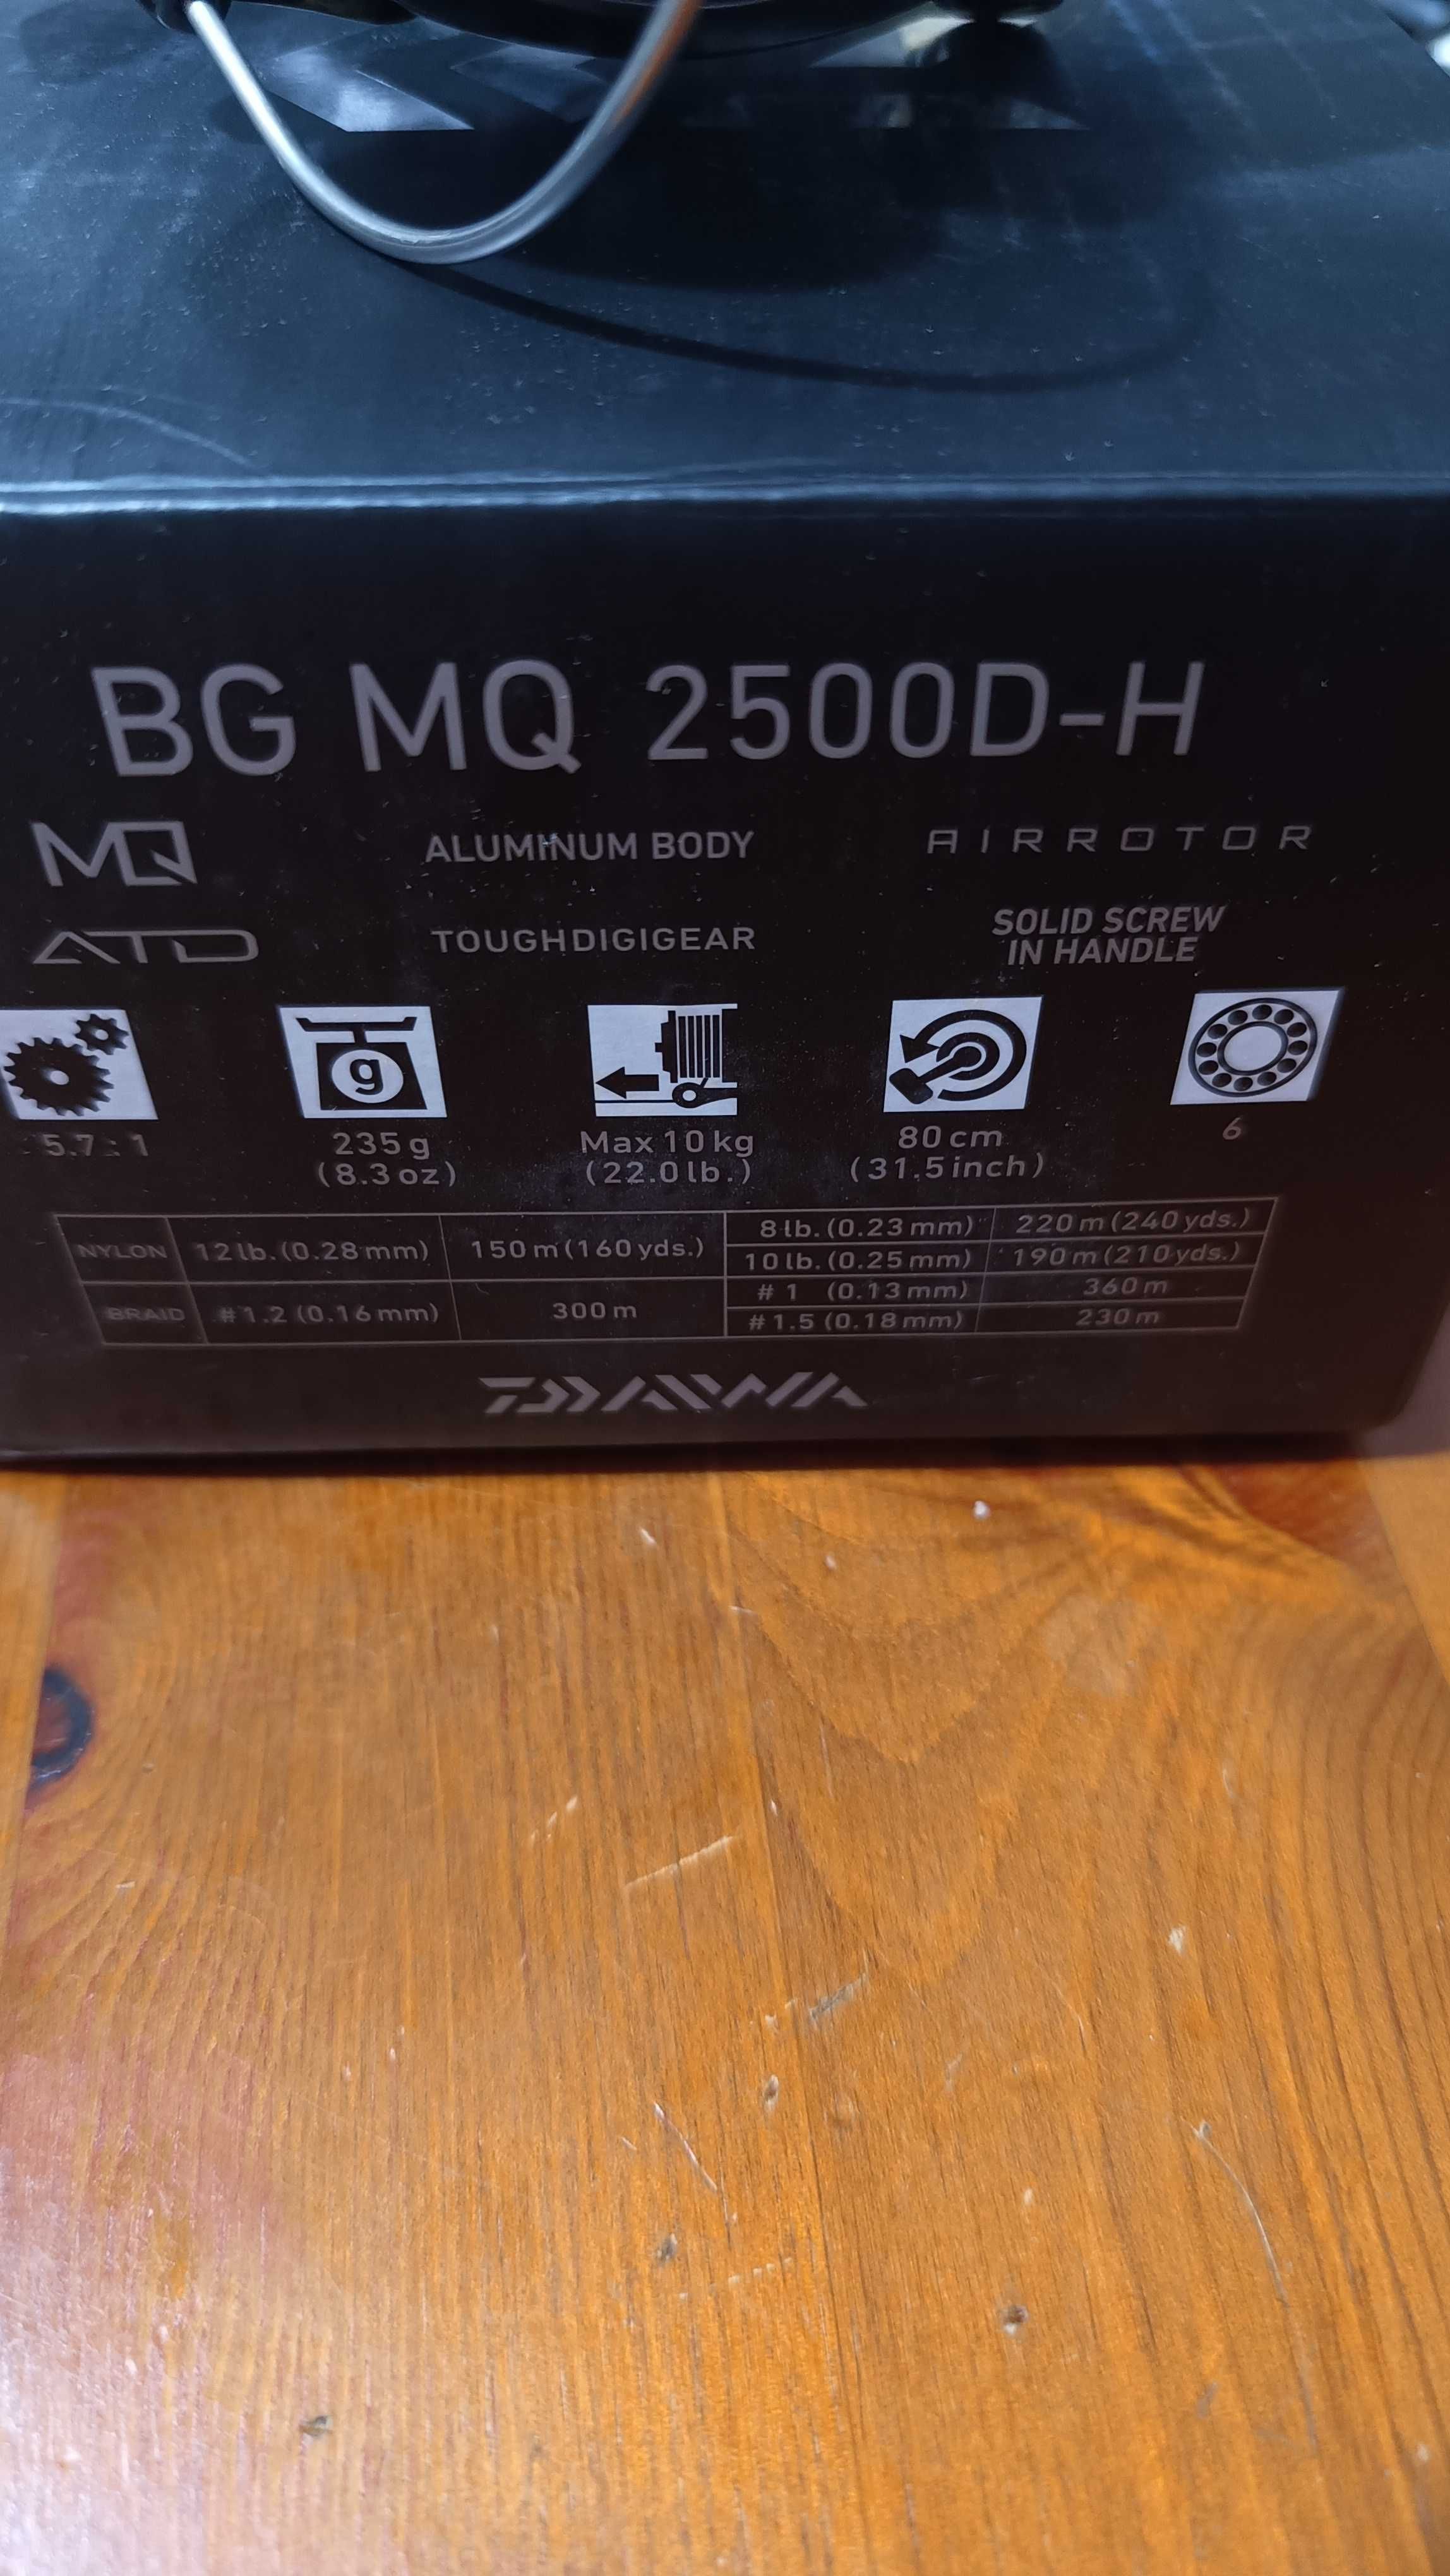 BG MQ 2500D-H
MQ ALUMINUM BODY AIRROTOR
ATD TOUGHDIGIGEAR SOLID SCREW
IN HANDLE
g
5.7:1 235g Max 10kg 80cm 6
(8.3oz) (22.0lb.) (31.5inch)
NYLON 12lb.(0.28mm) 150m(160yds.) 8lb.(0.23mm) 220m(240yds.)
10lb.(0.25mm) 190m(210yds.)
BRAID #1.2(0.16mm) 300m #1 (0.13mm) 360m
#1.5(0.18mm) 230m
DAIWA